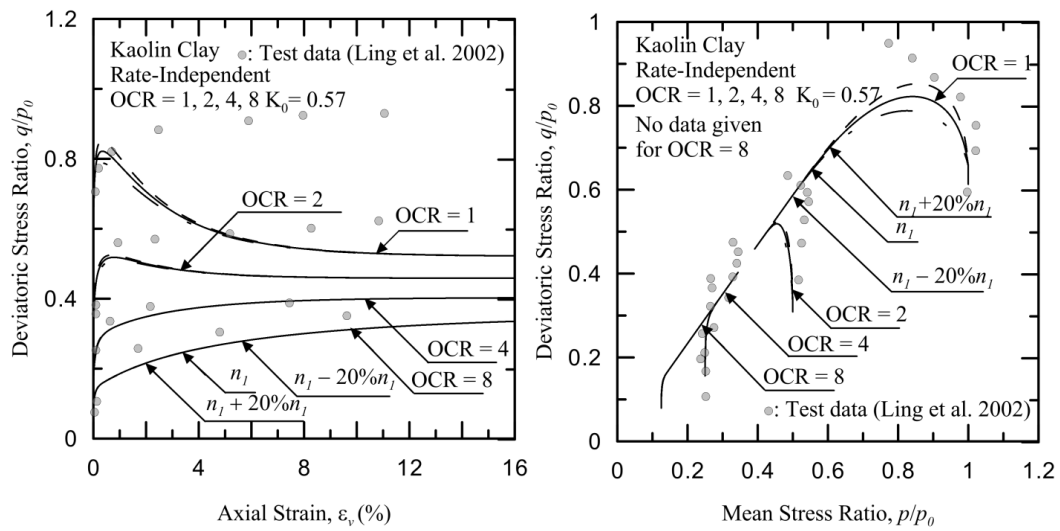 Kaolin Clay
: Test data (Ling et al. 2002)
Rate-Independent
OCR = 1, 2, 4, 8 K0= 0.57
OCR = 2
OCR = 1
OCR = 4
OCR = 8
n1
n1 − 20%n1
n1 + 20%n1
1.2
0.8
0.4
0
0
4
8
12
16
Deviatoric Stress Ratio, q/p0
Axial Strain, εv (%)
Kaolin Clay
Rate-Independent
OCR = 1, 2, 4, 8 K0= 0.57
No data given
for OCR = 8
OCR = 1
n1+20%n1
n1
n1 − 20%n1
OCR = 2
OCR = 4
OCR = 8
: Test data (Ling et al. 2002)
1
0.8
0.6
0.4
0.2
0
0
0.2
0.4
0.6
0.8
1
1.2
Deviatoric Stress Ratio, q/p0
Mean Stress Ratio, p/p0